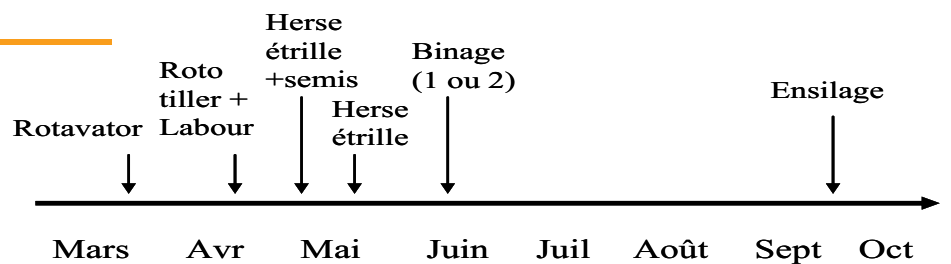 Rotavator
Roto
tiller +
Labour
Herse
étrille
+semis
Herse
étrille
Binage
(1 ou 2)
Ensilage
Mars Avr Mai Juin Juil Août Sept Oct